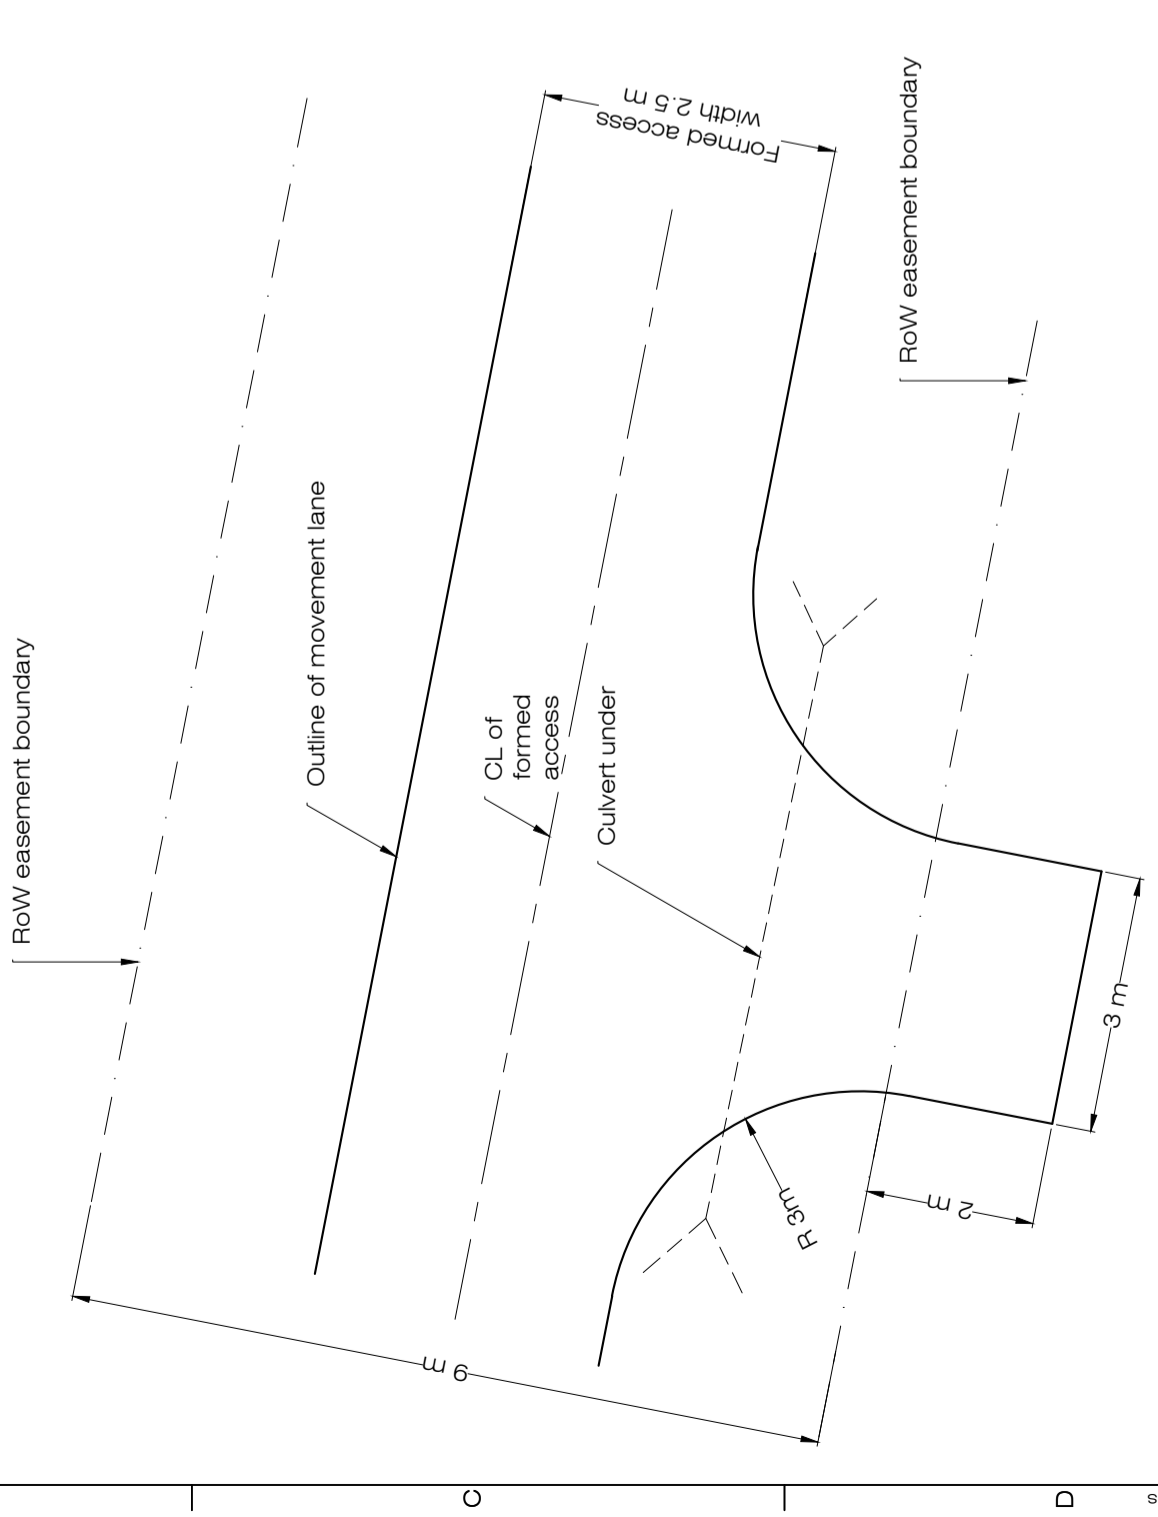 RoW easement boundary
Outline of movement lane
CL of
formed
access
Culvert under
Formed access
width 2.5 m
RoW easement boundary
9 m
R 3m
2 m
3 m
C
D